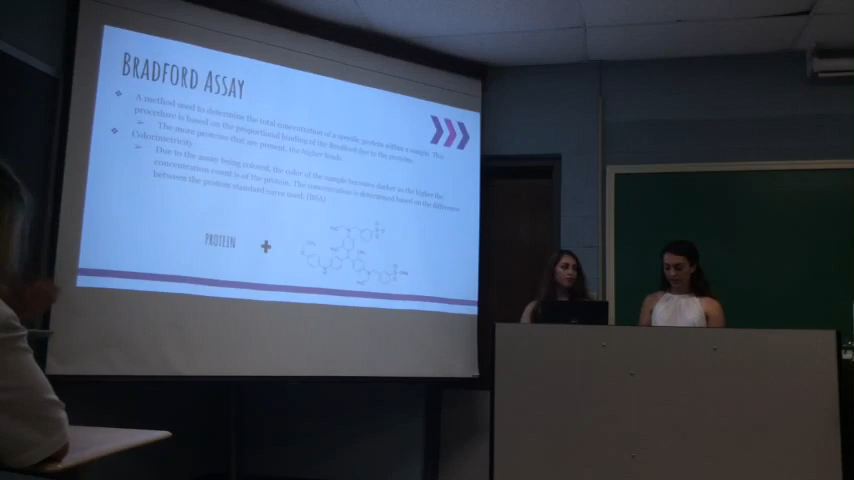 BRADFORD ASSAY
❖ A method used to determine the total concentration of a specific protein within a sample. This
procedure is based on the proportional binding of the Bradford dye to the proteins.
➢ The more proteins that are present, the higher binds.
❖ Colorimetricity
➢ Due to the assay being colored, the color of the sample becomes darker as the higher the
concentration count is of the protein. The concentration is determined based on the difference
between the protein standard curve used. (BSA)
PROTEIN +